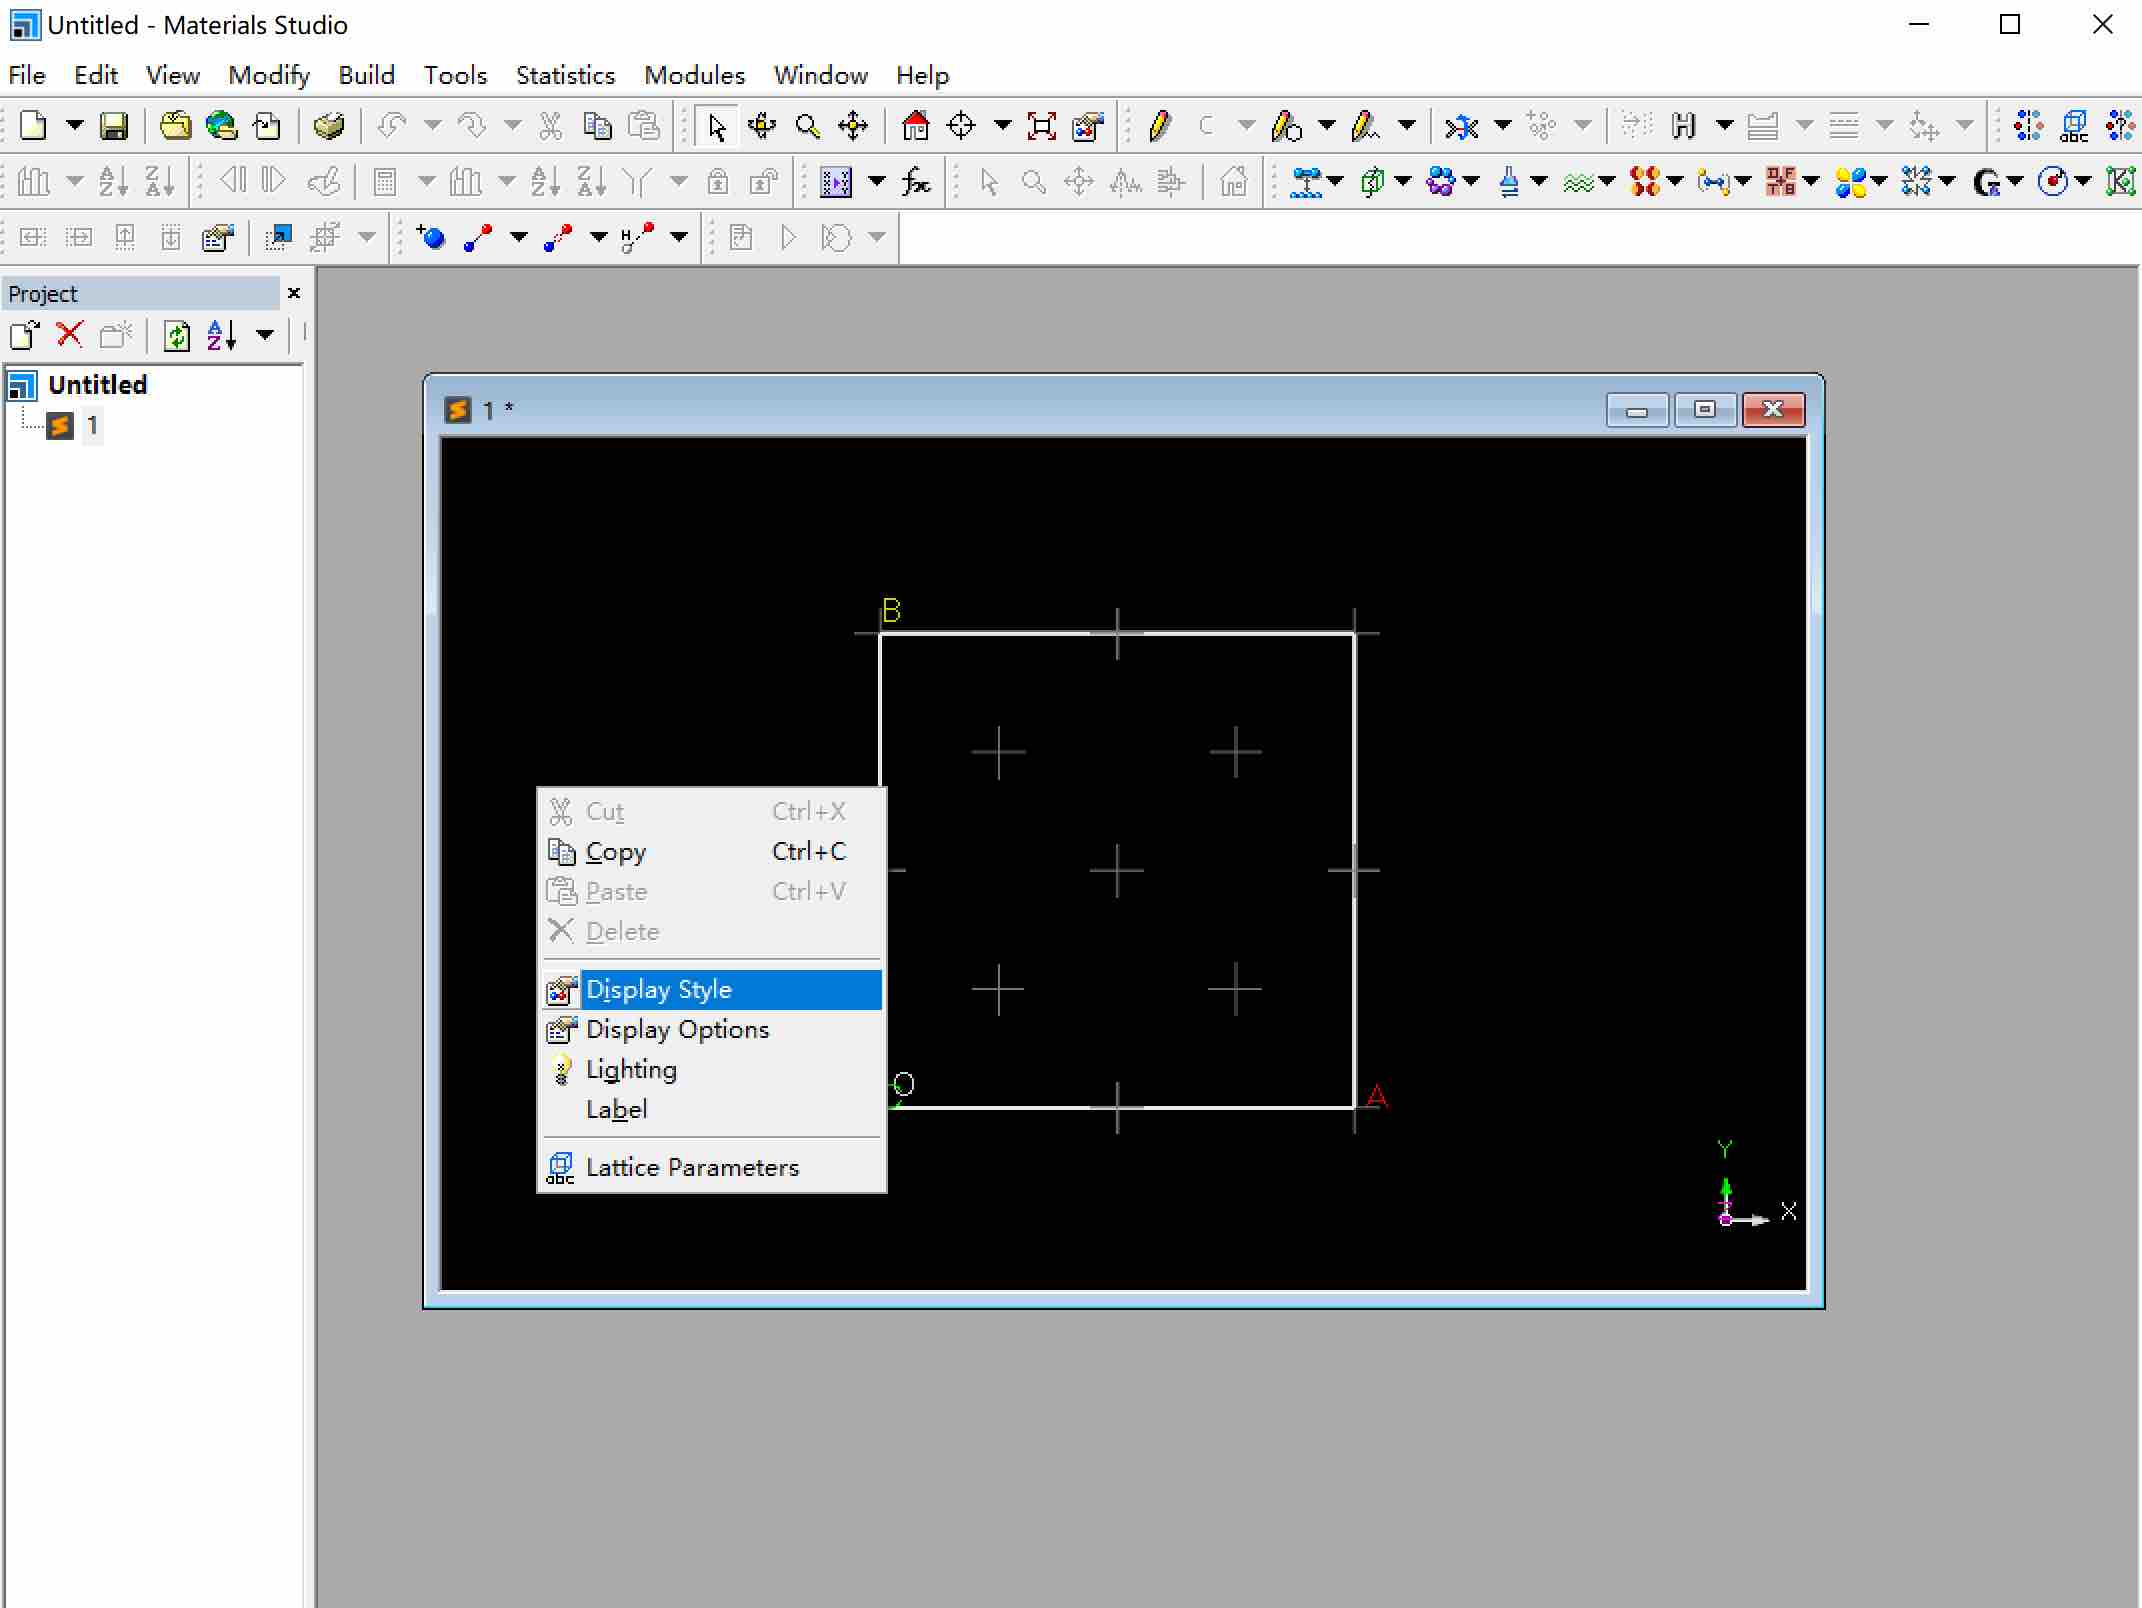 Untitled - Materials Studio
File Edit View Modify Build Tools Statistics Modules Window Help
Project
Untitled
1
1 *
B
Cut Ctrl+X
Copy Ctrl+C
Paste Ctrl+V
Delete
Display Style
Display Options
Lighting
Label
Lattice Parameters
O
A
Y
X